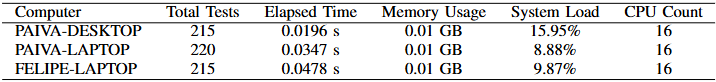 Computer Total Tests Elapsed Time Memory Usage System Load CPU Count
PAIVA-DESKTOP 215 0.0196 s 0.01 GB 15.95% 16
PAIVA-LAPTOP 220 0.0347 s 0.01 GB 8.88% 16
FELIPE-LAPTOP 215 0.0478 s 0.01 GB 9.87% 16